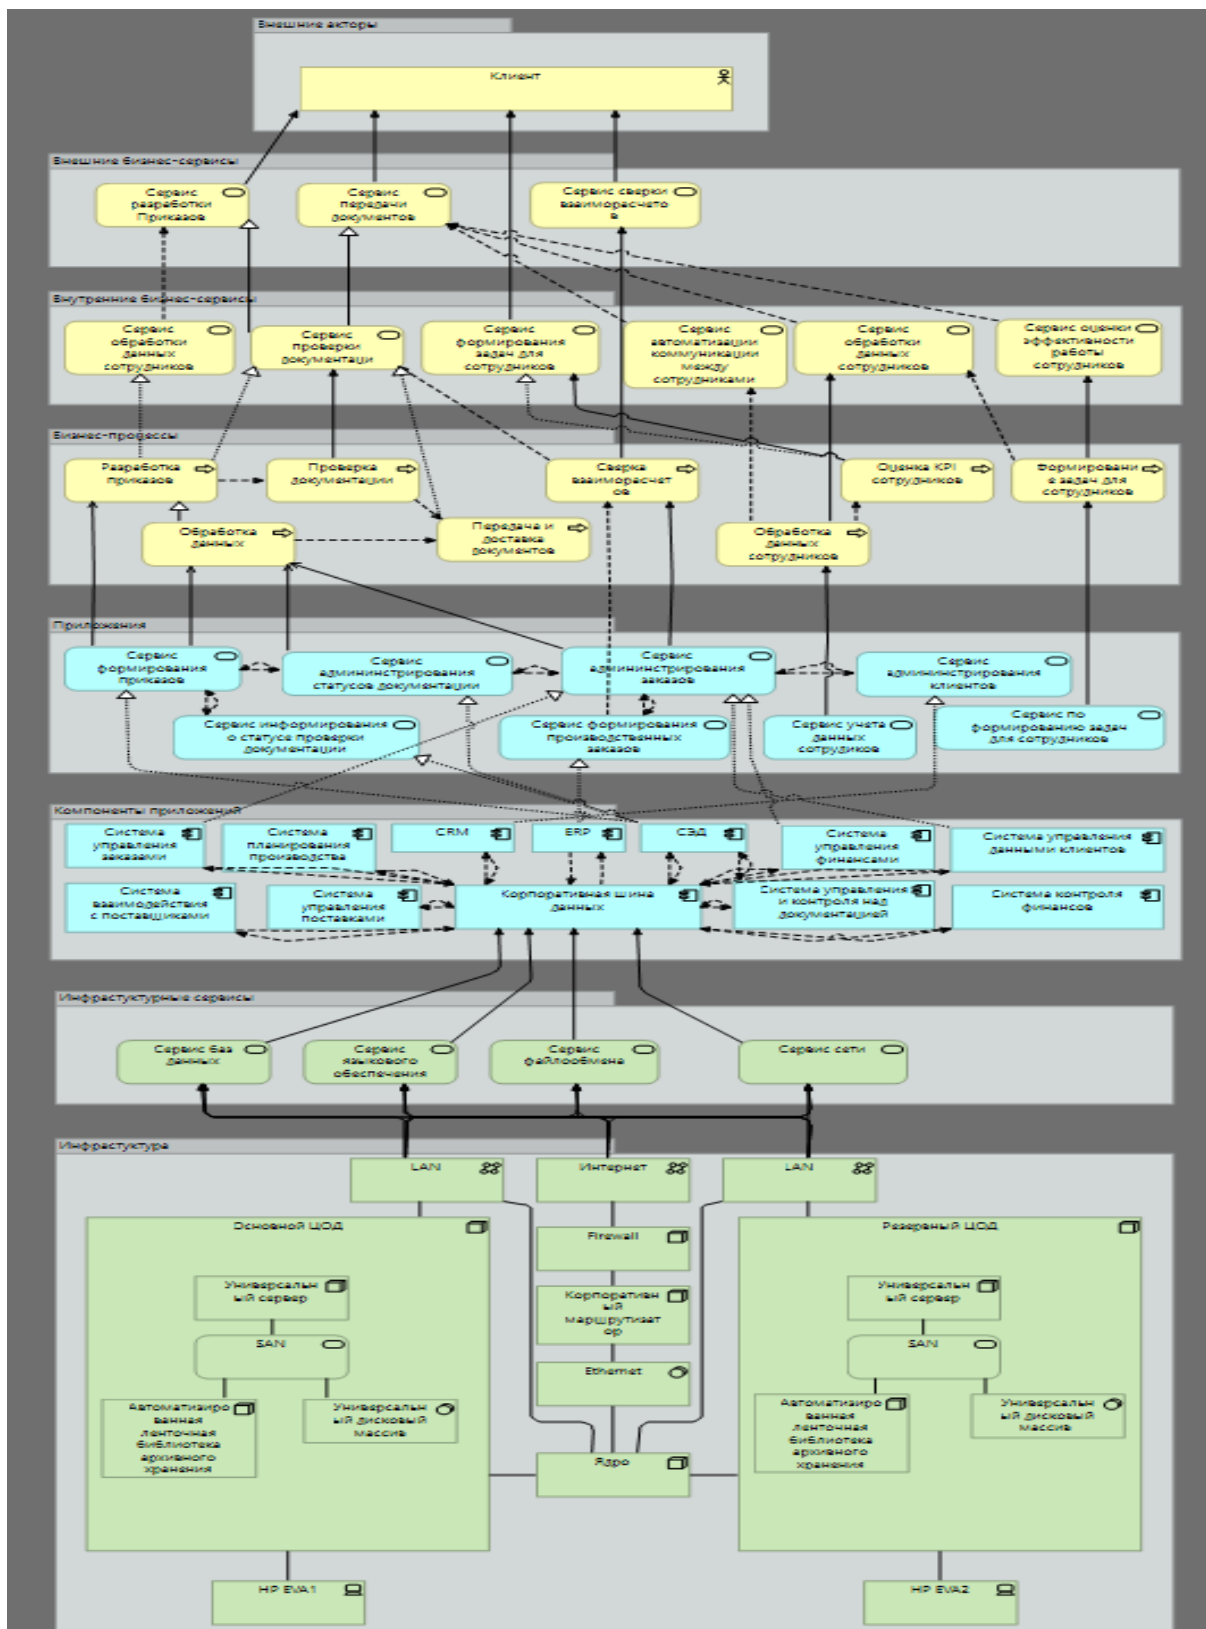 Внешние акторы
Клиент
Внешние бизнес-сервисы
Сервис
разработки
Приказов
Сервис
передачи
документов
Сервис сверки
взаиморасчето
в
Внутренние бизнес-сервисы
Сервис
обработки
данных
сотрудников
Сервис
проверки
документаци
Сервис
формирования
задач для
сотрудников
Сервис
автоматизации
коммуникации
между
сотрудниками
Сервис
обработки
данных
сотрудников
Сервис оценки
эффективности
работы
сотрудников
Бизнес-процессы
Разработка
приказов
Проверка
документации
Сверка
взаиморасчет
ов
Оценка KPI
сотрудников
Формировани
е задач для
сотрудников
Обработка
данных
Передача и
доставка
документов
Обработка
данных
сотрудников
Приложения
Сервис
формирования
приказов
Сервис
администрирования
статусов документации
Сервис
администрирования
заказов
Сервис
администрирования
клиентов
Сервис информирования
о статусе проверки
документации
Сервис формирования
производственных
заказов
Сервис учета
данных
сотрудиков
Сервис по
формированию задач
для сотрудников
Компоненты приложений
Система
управления
заказами
Система
планирования
производства
CRM
ERP
СЭД
Система
управления
финансами
Система управления
данными клиентов
Система
взаимодействия
с поставщиками
Система
управления
поставками
Корпоративная шина
данных
Система управления
и контроля над
документацией
Система контроля
финансов
Инфрастуктурные сервисы
Сервис баз
данных
Сервис
языкового
обеспечения
Сервис
файлообмена
Сервис сети
Инфрастуктура
LAN
Интернет
LAN
Основной ЦОД
Firewall
Резервный ЦОД
Универсальн
ый сервер
Корпоративн
ый
маршрутизат
ор
Универсальн
ый сервер
SAN
Ethernet
SAN
Автоматизиро
ванная
ленточная
библиотека
архивного
хранения
Универсальн
ый дисковый
массив
Ядро
Автоматизиро
ванная
ленточная
библиотека
архивного
хранения
Универсальн
ый дисковый
массив
HP EVA1
HP EVA2